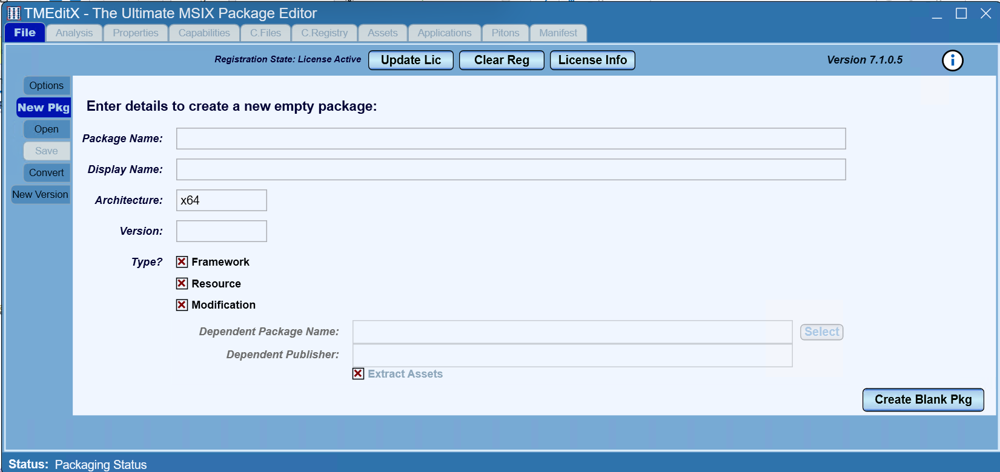 TMEditX - The Ultimate MSIX Package Editor
File Analysis Properties Capabilities C.Files C.Registry Assets Applications Pitons Manifest
Registration State: License Active Update Lic Clear Reg License Info Version 7.1.0.5
Options
New Pkg
Open
Save
Convert
New Version
Enter details to create a new empty package:
Package Name:
Display Name:
Architecture: x64
Version:
Type? Framework
Resource
Modification
Dependent Package Name: Select
Dependent Publisher:
Extract Assets
Create Blank Pkg
Status: Packaging Status